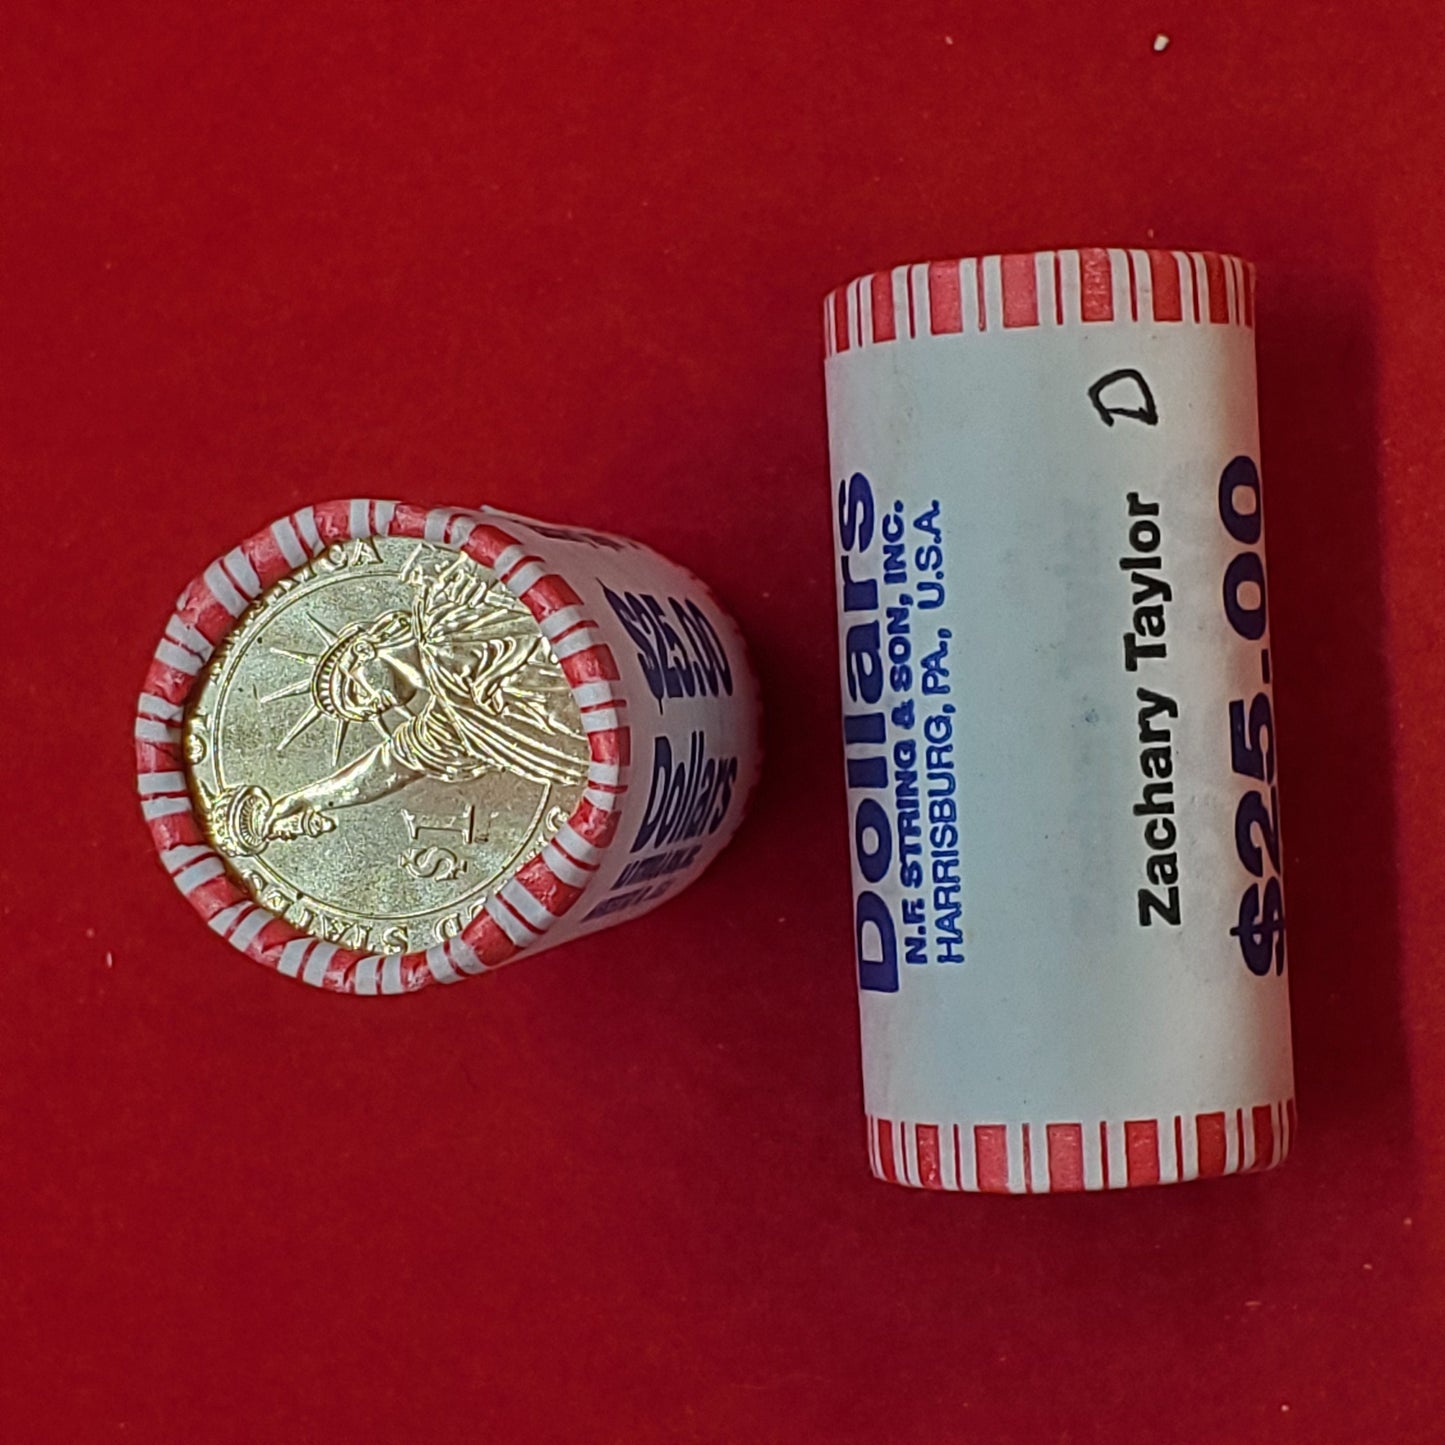 $25.00
Dollars
$1
D
Zachary Taylor
$25.00
Dollars
N.F. STRING & SON, INC.
HARRISBURG, PA., U.S.A.